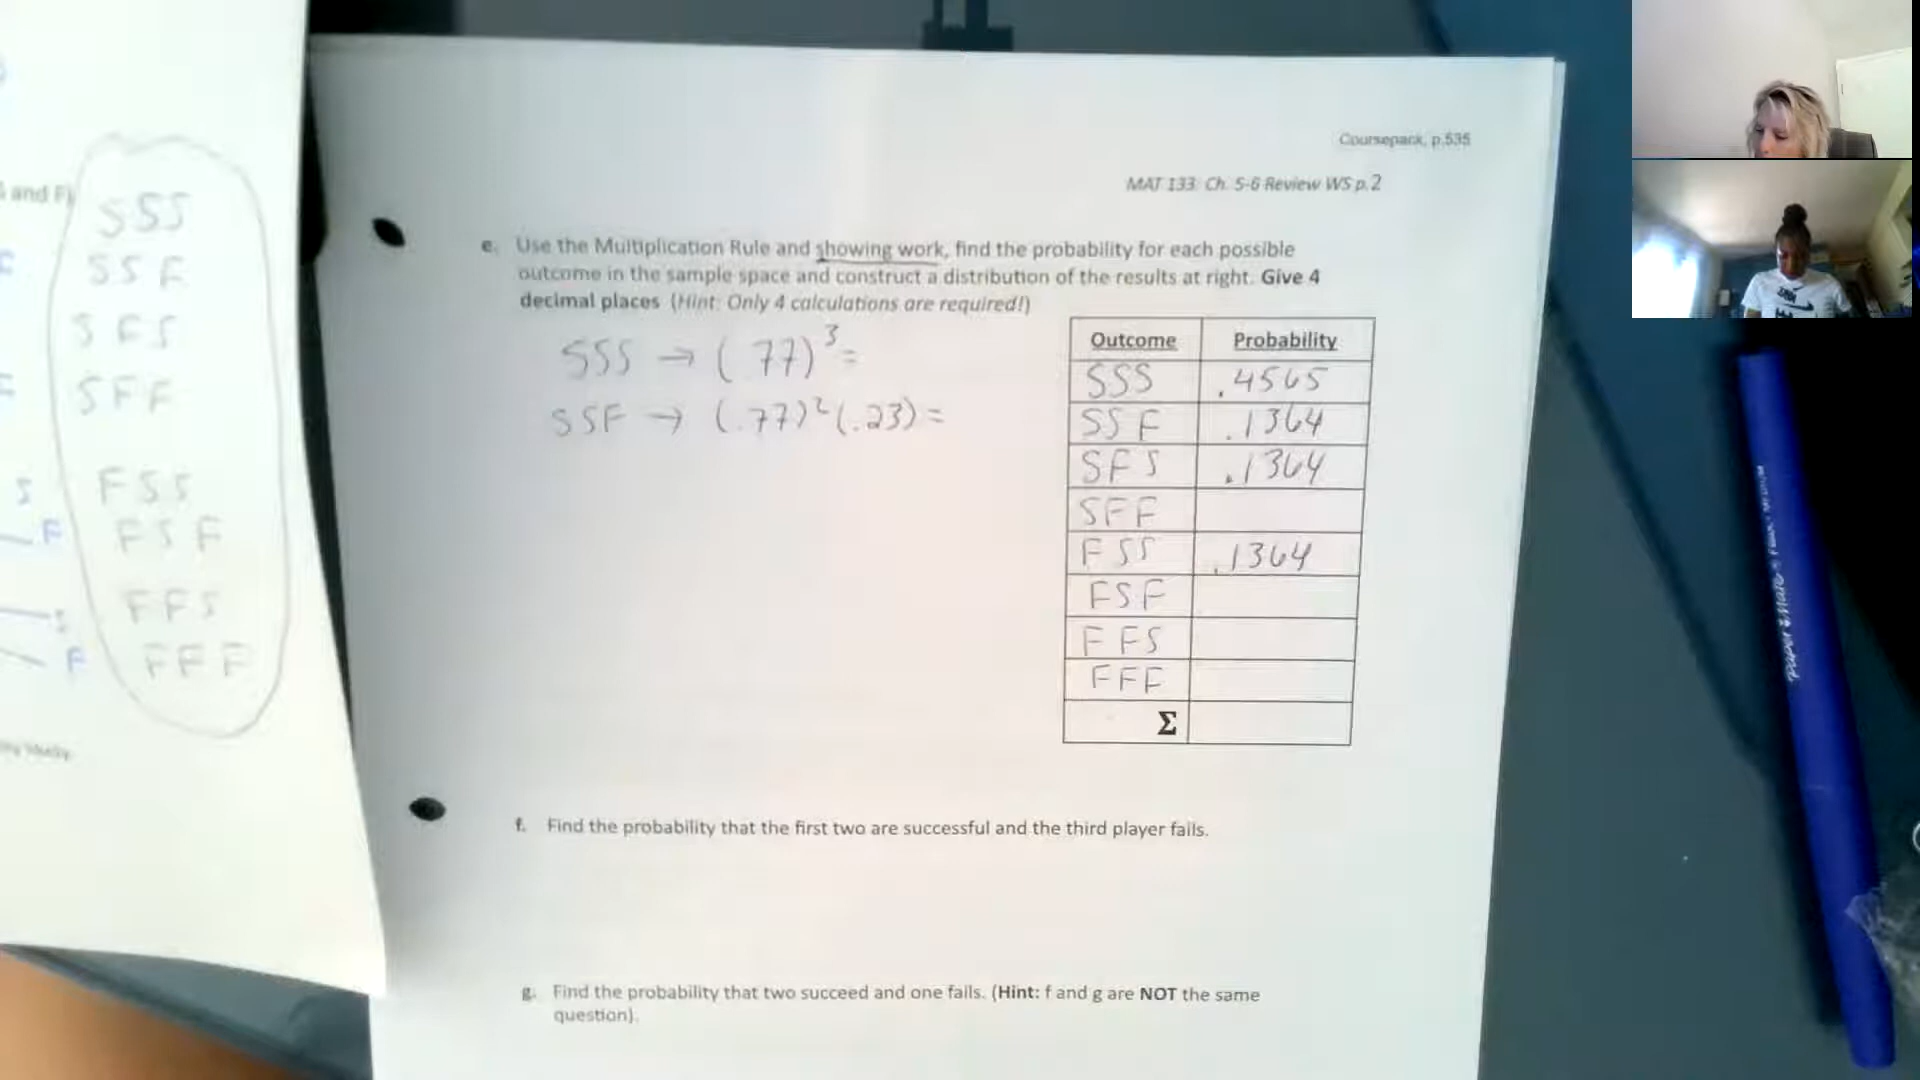 and F)
SSS
SSF
SFS
SFF
S
FSS
F
FSF
FFS
F
FFF
Coursepack, p.535
MAT 133: Ch. 5-6 Review WS p.2
e. Use the Multiplication Rule and showing work, find the probability for each possible
outcome in the sample space and construct a distribution of the results at right. Give 4
decimal places (Hint: Only 4 calculations are required!)
SSS → (.77)³ =
SSF → (.77)²(.23) =
Outcome Probability
SSS .4565
SSF .1364
SFS .1364
SFF
FSS .1364
FSF
FFS
FFF
Σ
f. Find the probability that the first two are successful and the third player fails.
g. Find the probability that two succeed and one fails. (Hint: f and g are NOT the same
question).
Paper Mate